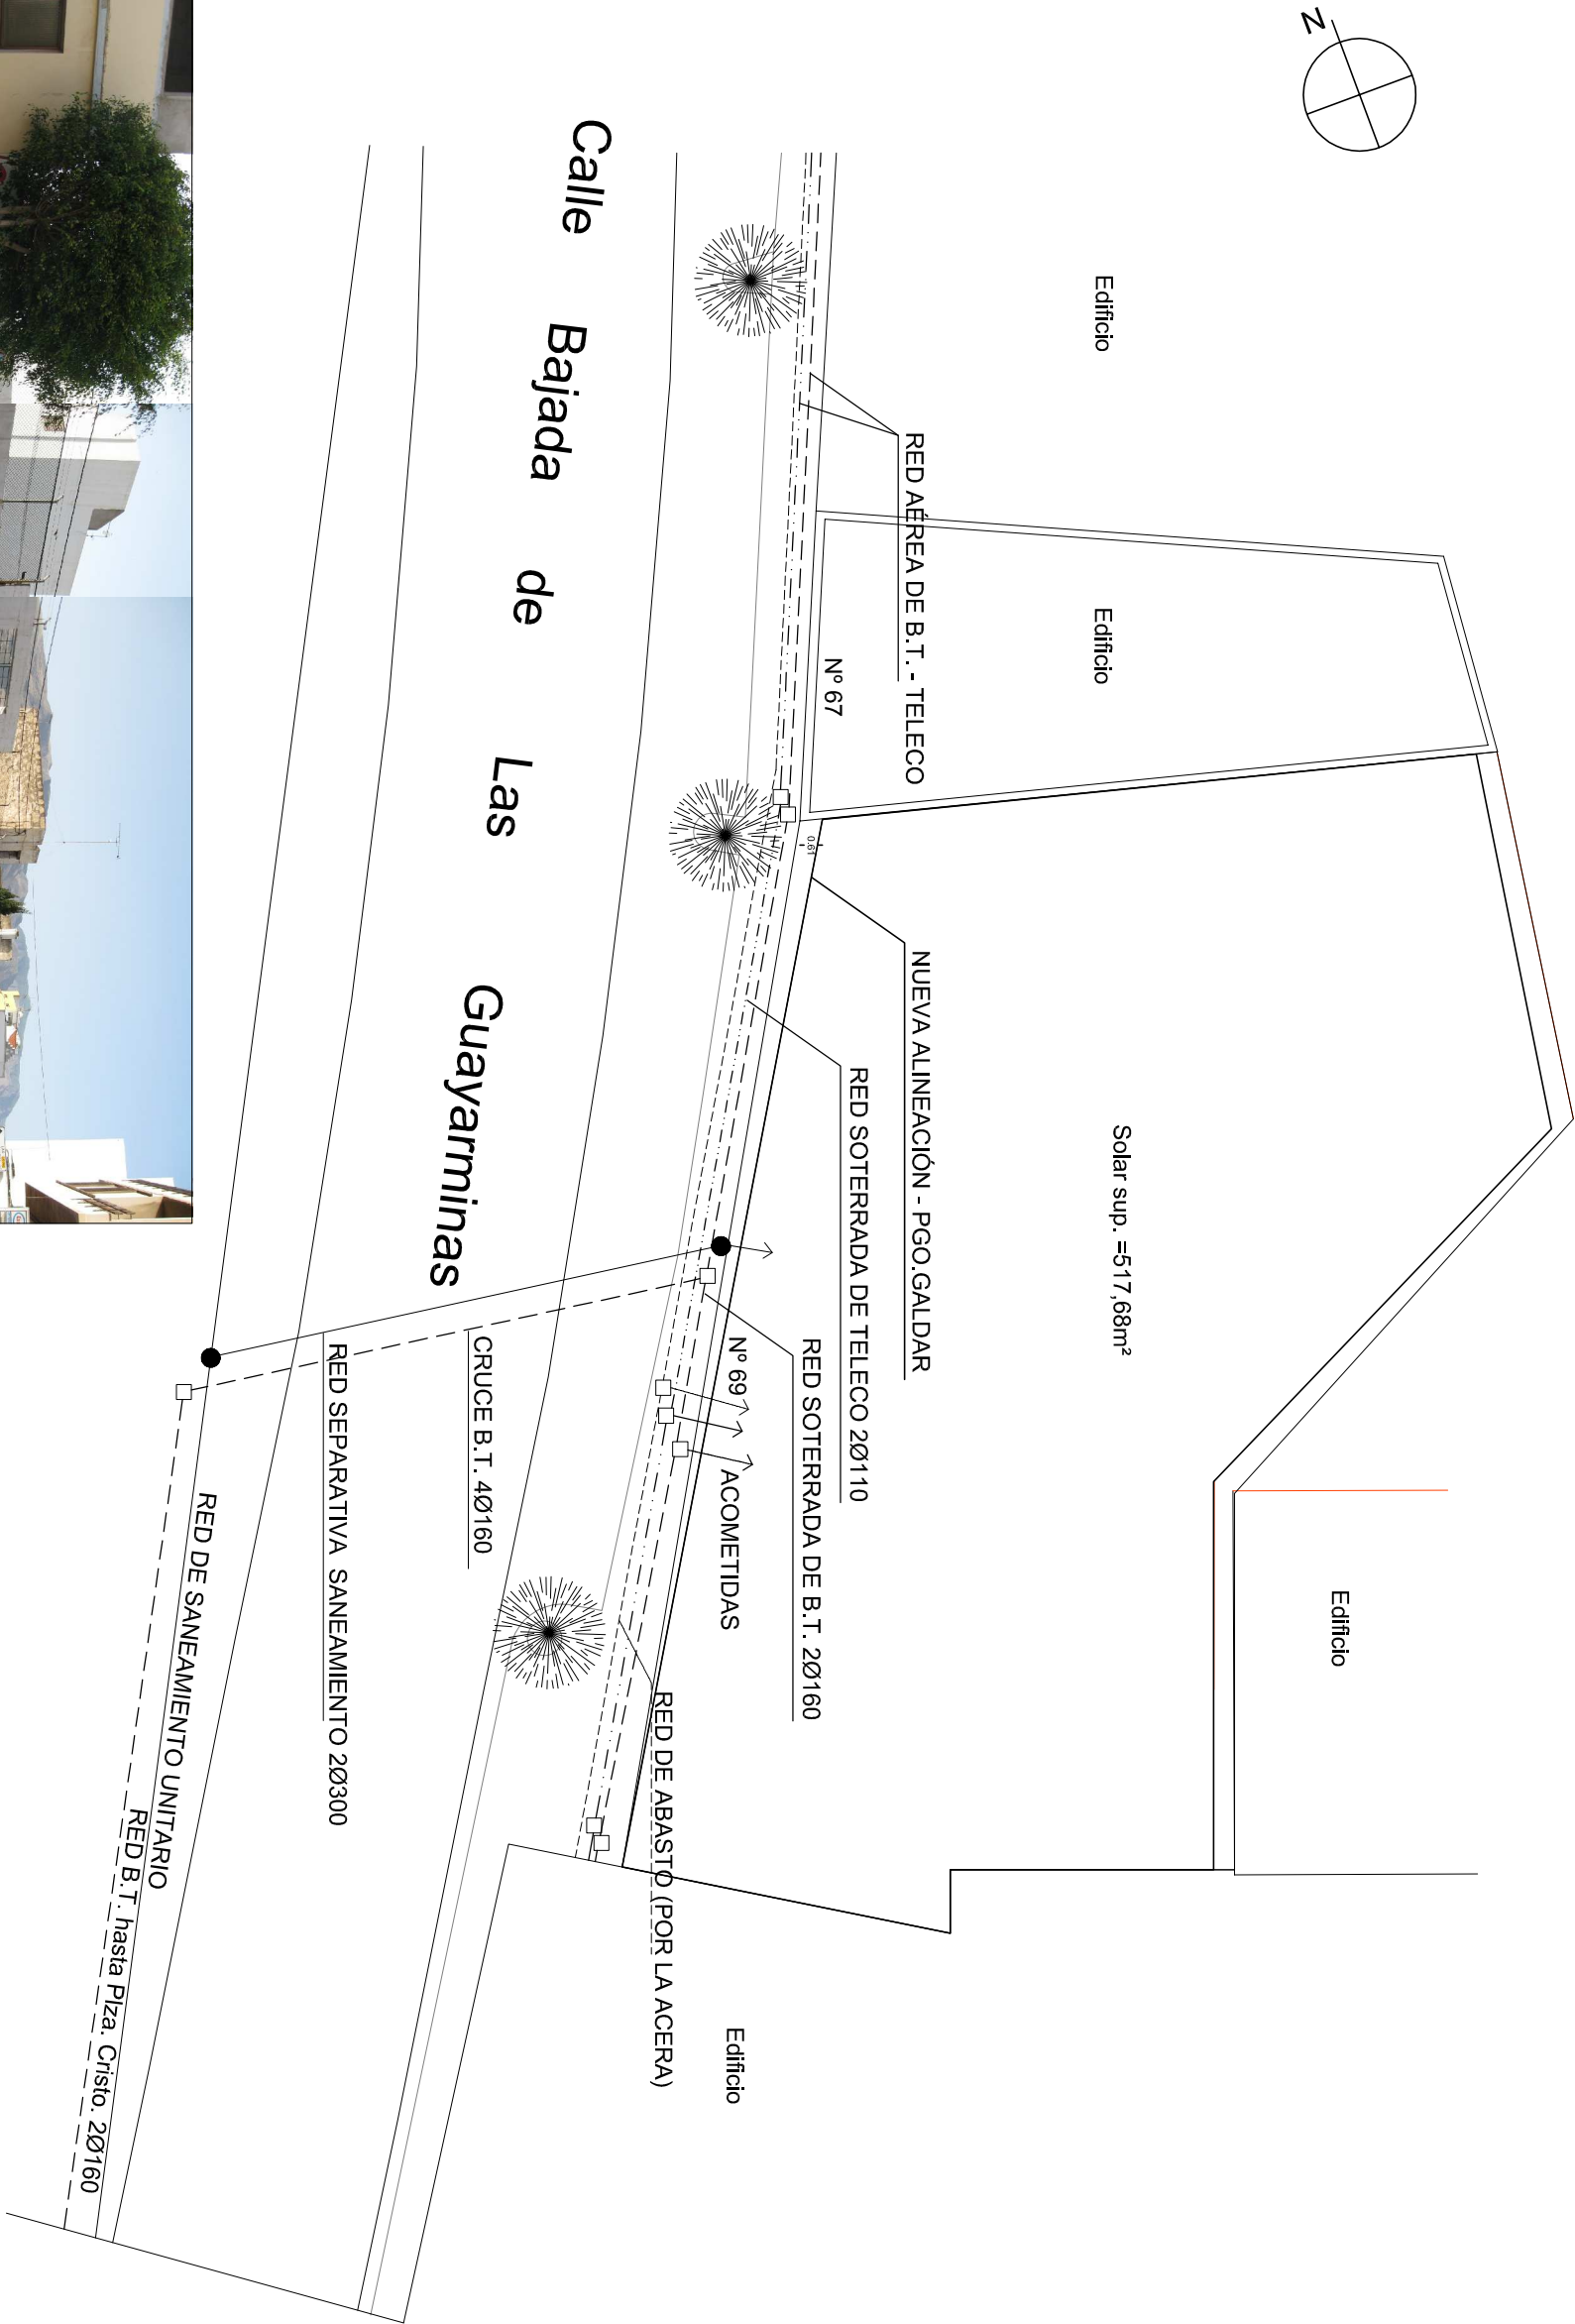 N
Edificio
Edificio
Edificio
Edificio
RED AÉREA DE B.T. - TELECO
Nº 67
0.61
Solar sup. =517,68m²
NUEVA ALINEACIÓN - PGO.GALDAR
RED SOTERRADA DE TELECO 2Ø110
RED SOTERRADA DE B.T. 2Ø160
Nº 69
ACOMETIDAS
RED DE ABASTO (POR LA ACERA)
Calle Bajada de Las Guayarminas
CRUCE B.T. 4Ø160
RED SEPARATIVA SANEAMIENTO 2Ø300
RED DE SANEAMIENTO UNITARIO
RED B.T. hasta Plza. Cristo. 2Ø160